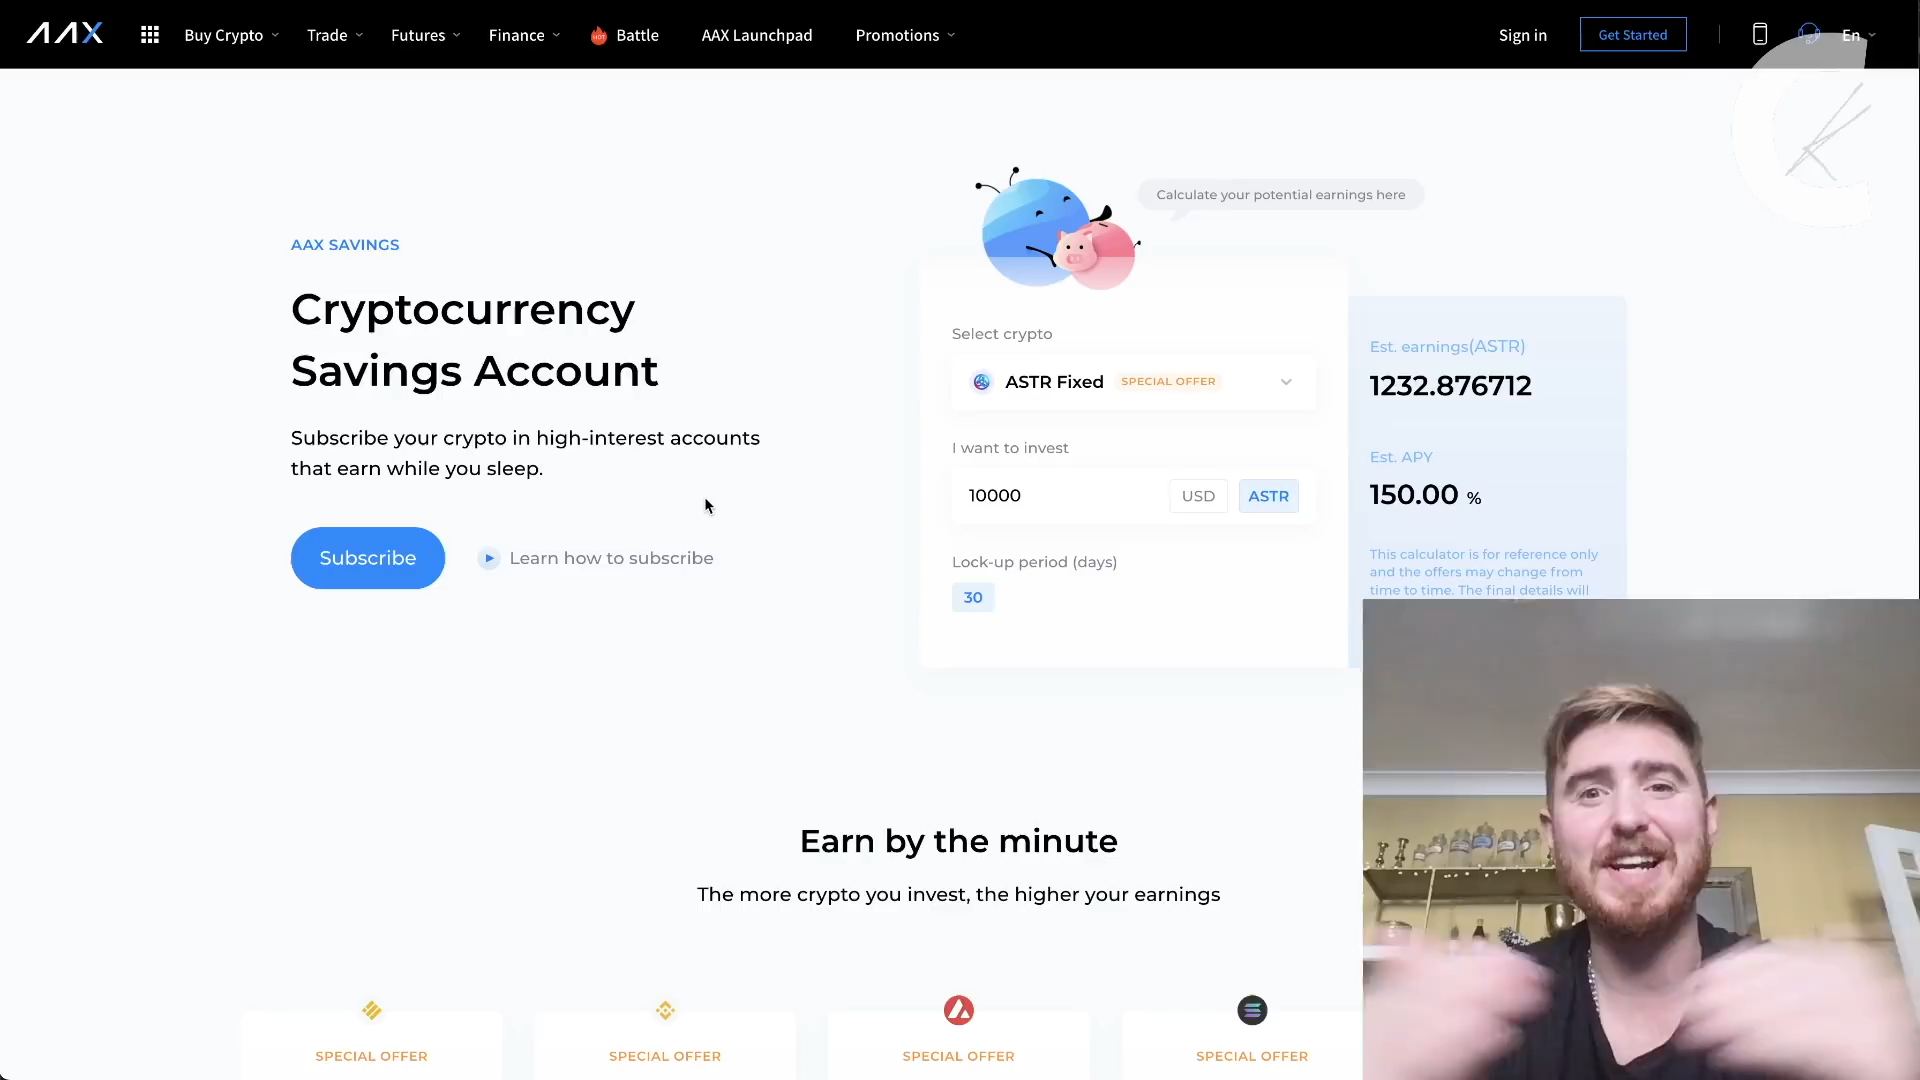 AAX
Buy Crypto
Trade
Futures
Finance
HOT
Battle
AAX Launchpad
Promotions
Sign in
Get Started
En
Calculate your potential earnings here
AAX SAVINGS
Cryptocurrency
Savings Account
Subscribe your crypto in high-interest accounts
that earn while you sleep.
Subscribe
Learn how to subscribe
Select crypto
ASTR Fixed
SPECIAL OFFER
I want to invest
10000
USD
ASTR
Lock-up period (days)
30
Est. earnings(ASTR)
1232.876712
Est. APY
150.00 %
This calculator is for reference only
and the offers may change from
time to time. The final details will
Earn by the minute
The more crypto you invest, the higher your earnings
SPECIAL OFFER
SPECIAL OFFER
SPECIAL OFFER
SPECIAL OFFER